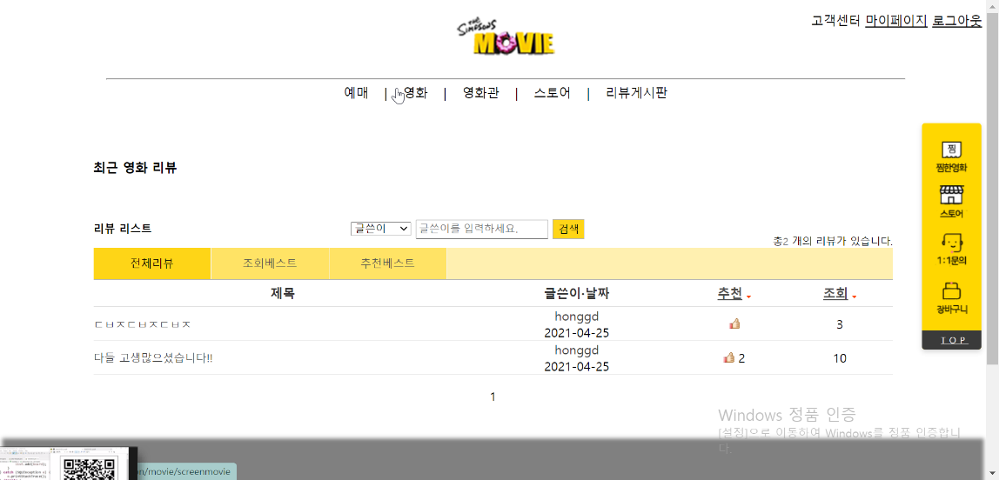 고객센터 마이페이지 로그아웃
THE
SIMPSONS
MOVIE
예매 | 영화 | 영화관 | 스토어 | 리뷰게시판
찜
찜한영화
스토어
1:1문의
장바구니
TOP
최근 영화 리뷰
리뷰 리스트
글쓴이
글쓴이를 입력하세요.
검색
총2 개의 리뷰가 있습니다.
전체리뷰 조회베스트 추천베스트
제목 글쓴이·날짜 추천 조회
ㄷㅂㅈㄷㅂㅈㄷㅂㅈ honggd 3
2021-04-25
다들 고생많으셨습니다!! honggd 2 10
2021-04-25
1
Windows 정품 인증
[설정]으로 이동하여 Windows를 정품 인증합니
다
/movie/screenmovie